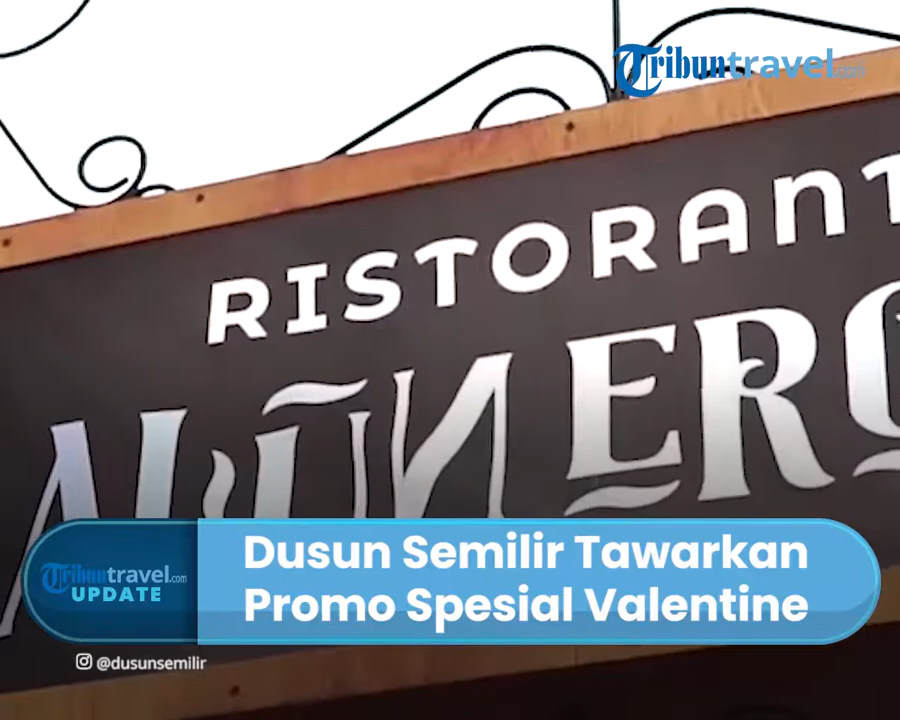 Tribuntravel.com
RISTORANT
Tribuntravel.com
UPDATE
Dusun Semilir Tawarkan
Promo Spesial Valentine
@dusunsemilir